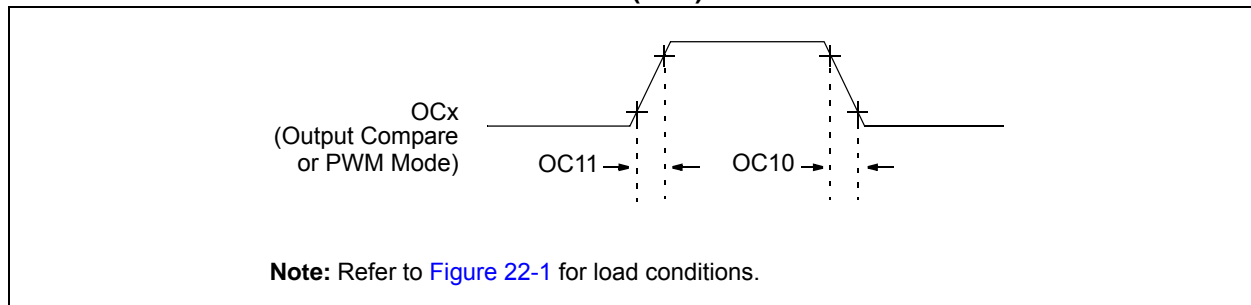 OCx
(Output Compare
or PWM Mode)
OC11
OC10
Note: Refer to Figure 22-1 for load conditions.